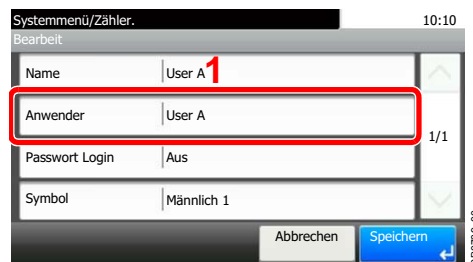 Systemmenü/Zähler. 10:10
Bearbeit
Name User A 1
Anwender User A
1/1
Passwort Login Aus
Symbol Männlich 1
Abbrechen Speichern